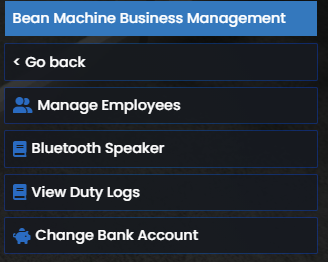 Bean Machine Business Management
< Go back
Manage Employees
Bluetooth Speaker
View Duty Logs
Change Bank Account